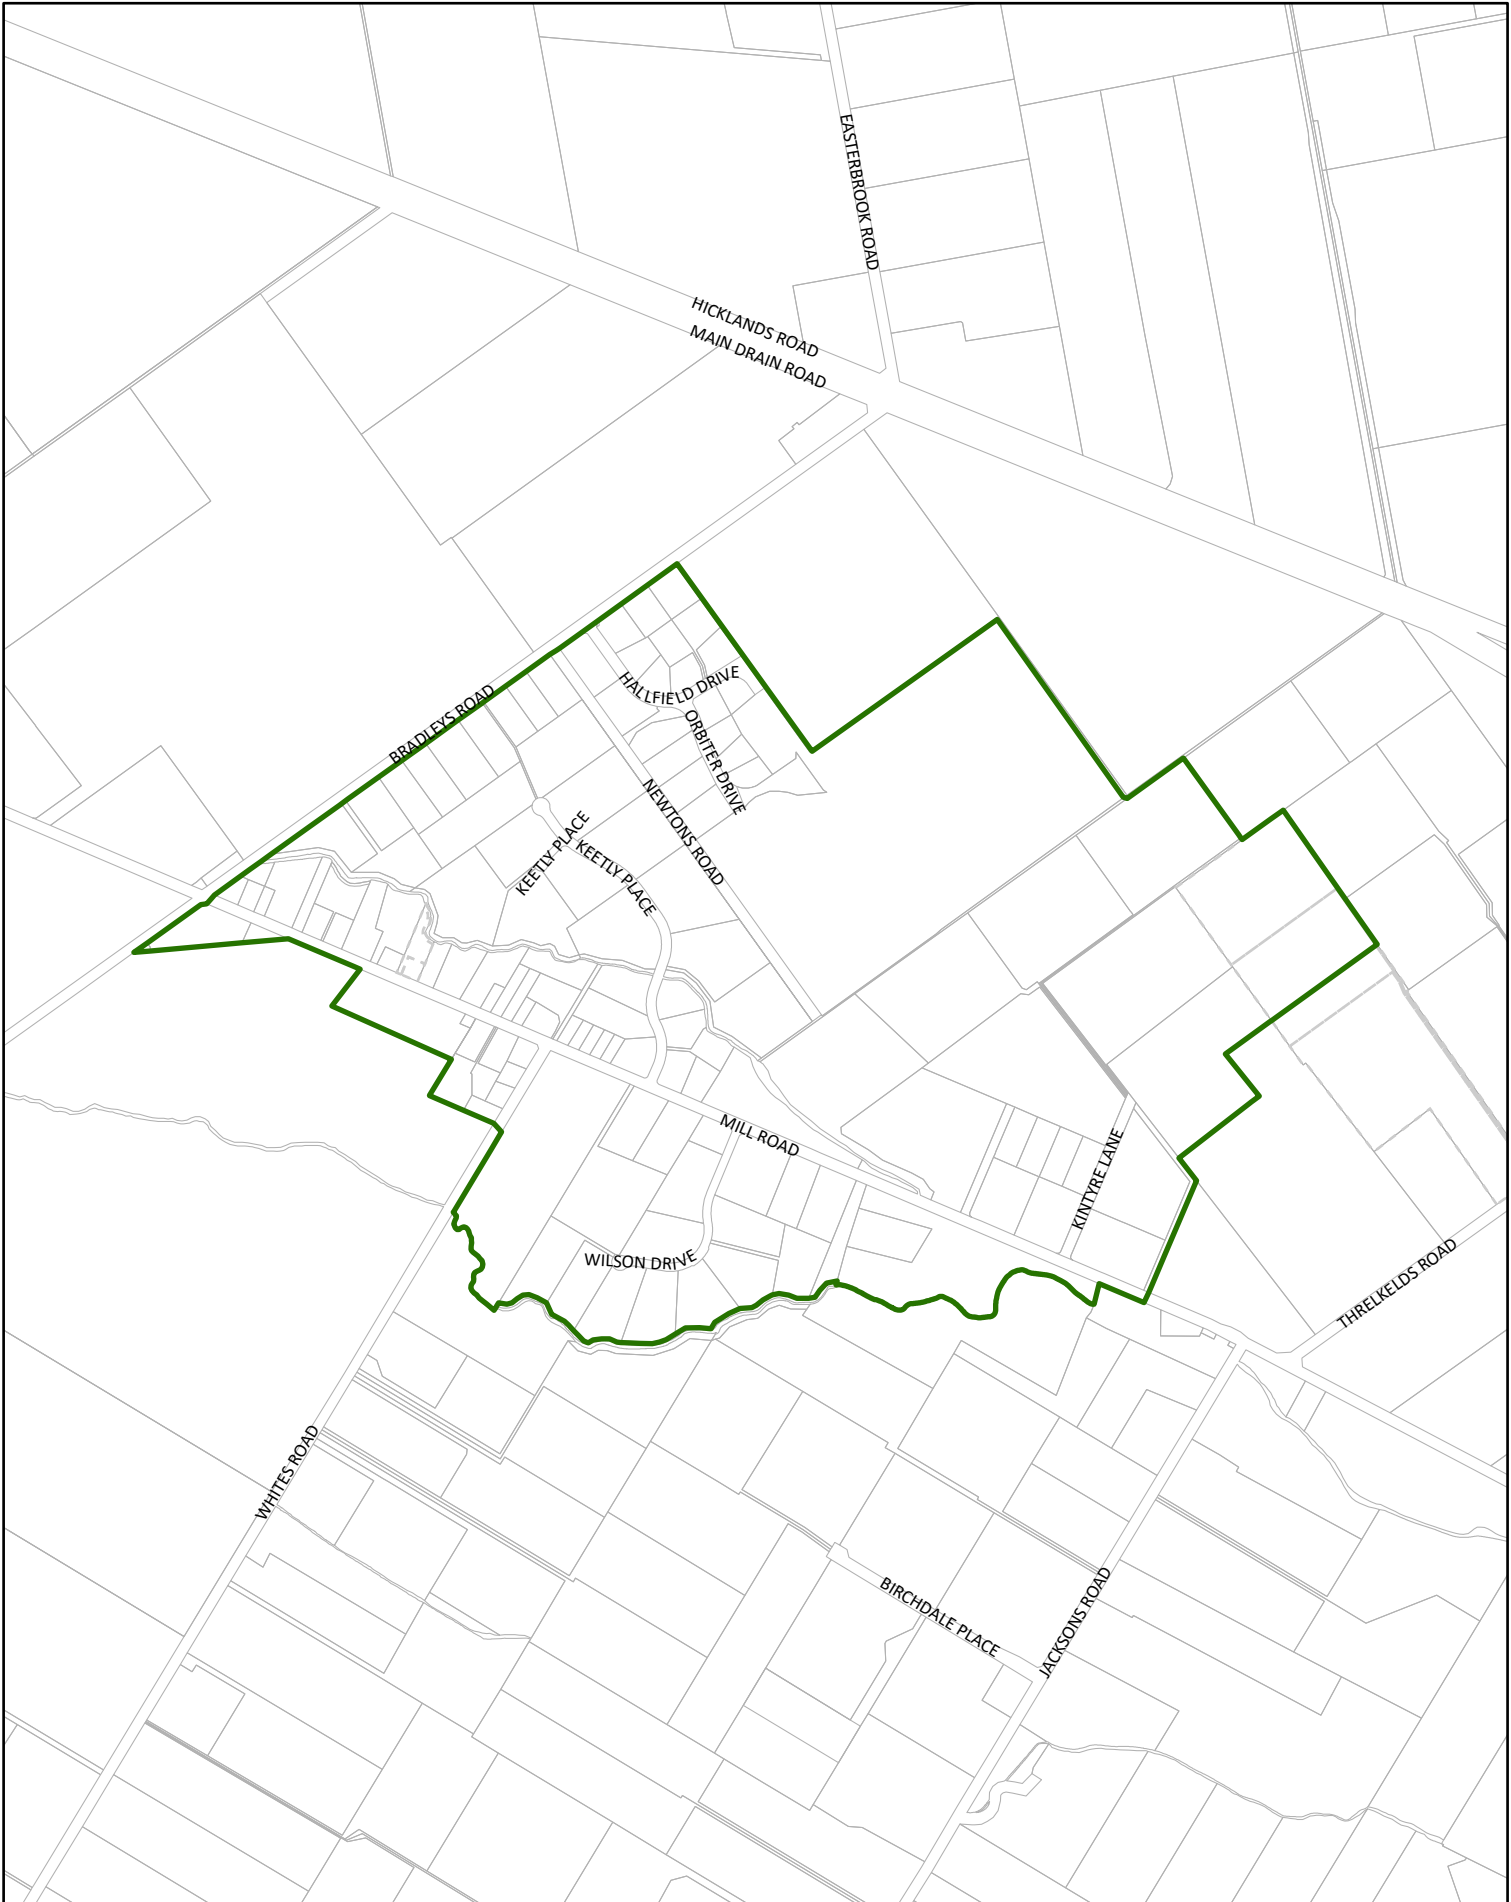 EASTERBROOK ROAD
HICKLANDS ROAD
MAIN DRAIN ROAD
HALLFIELD DRIVE
BRADLEYS ROAD
ORBITER DRIVE
NEWTONS ROAD
KEETLY PLACE
KEETLY PLACE
MILL ROAD
KINTYRE LANE
WILSON DRIVE
THRELKELDS ROAD
WHITES ROAD
BIRCHDALE PLACE
JACKSONS ROAD